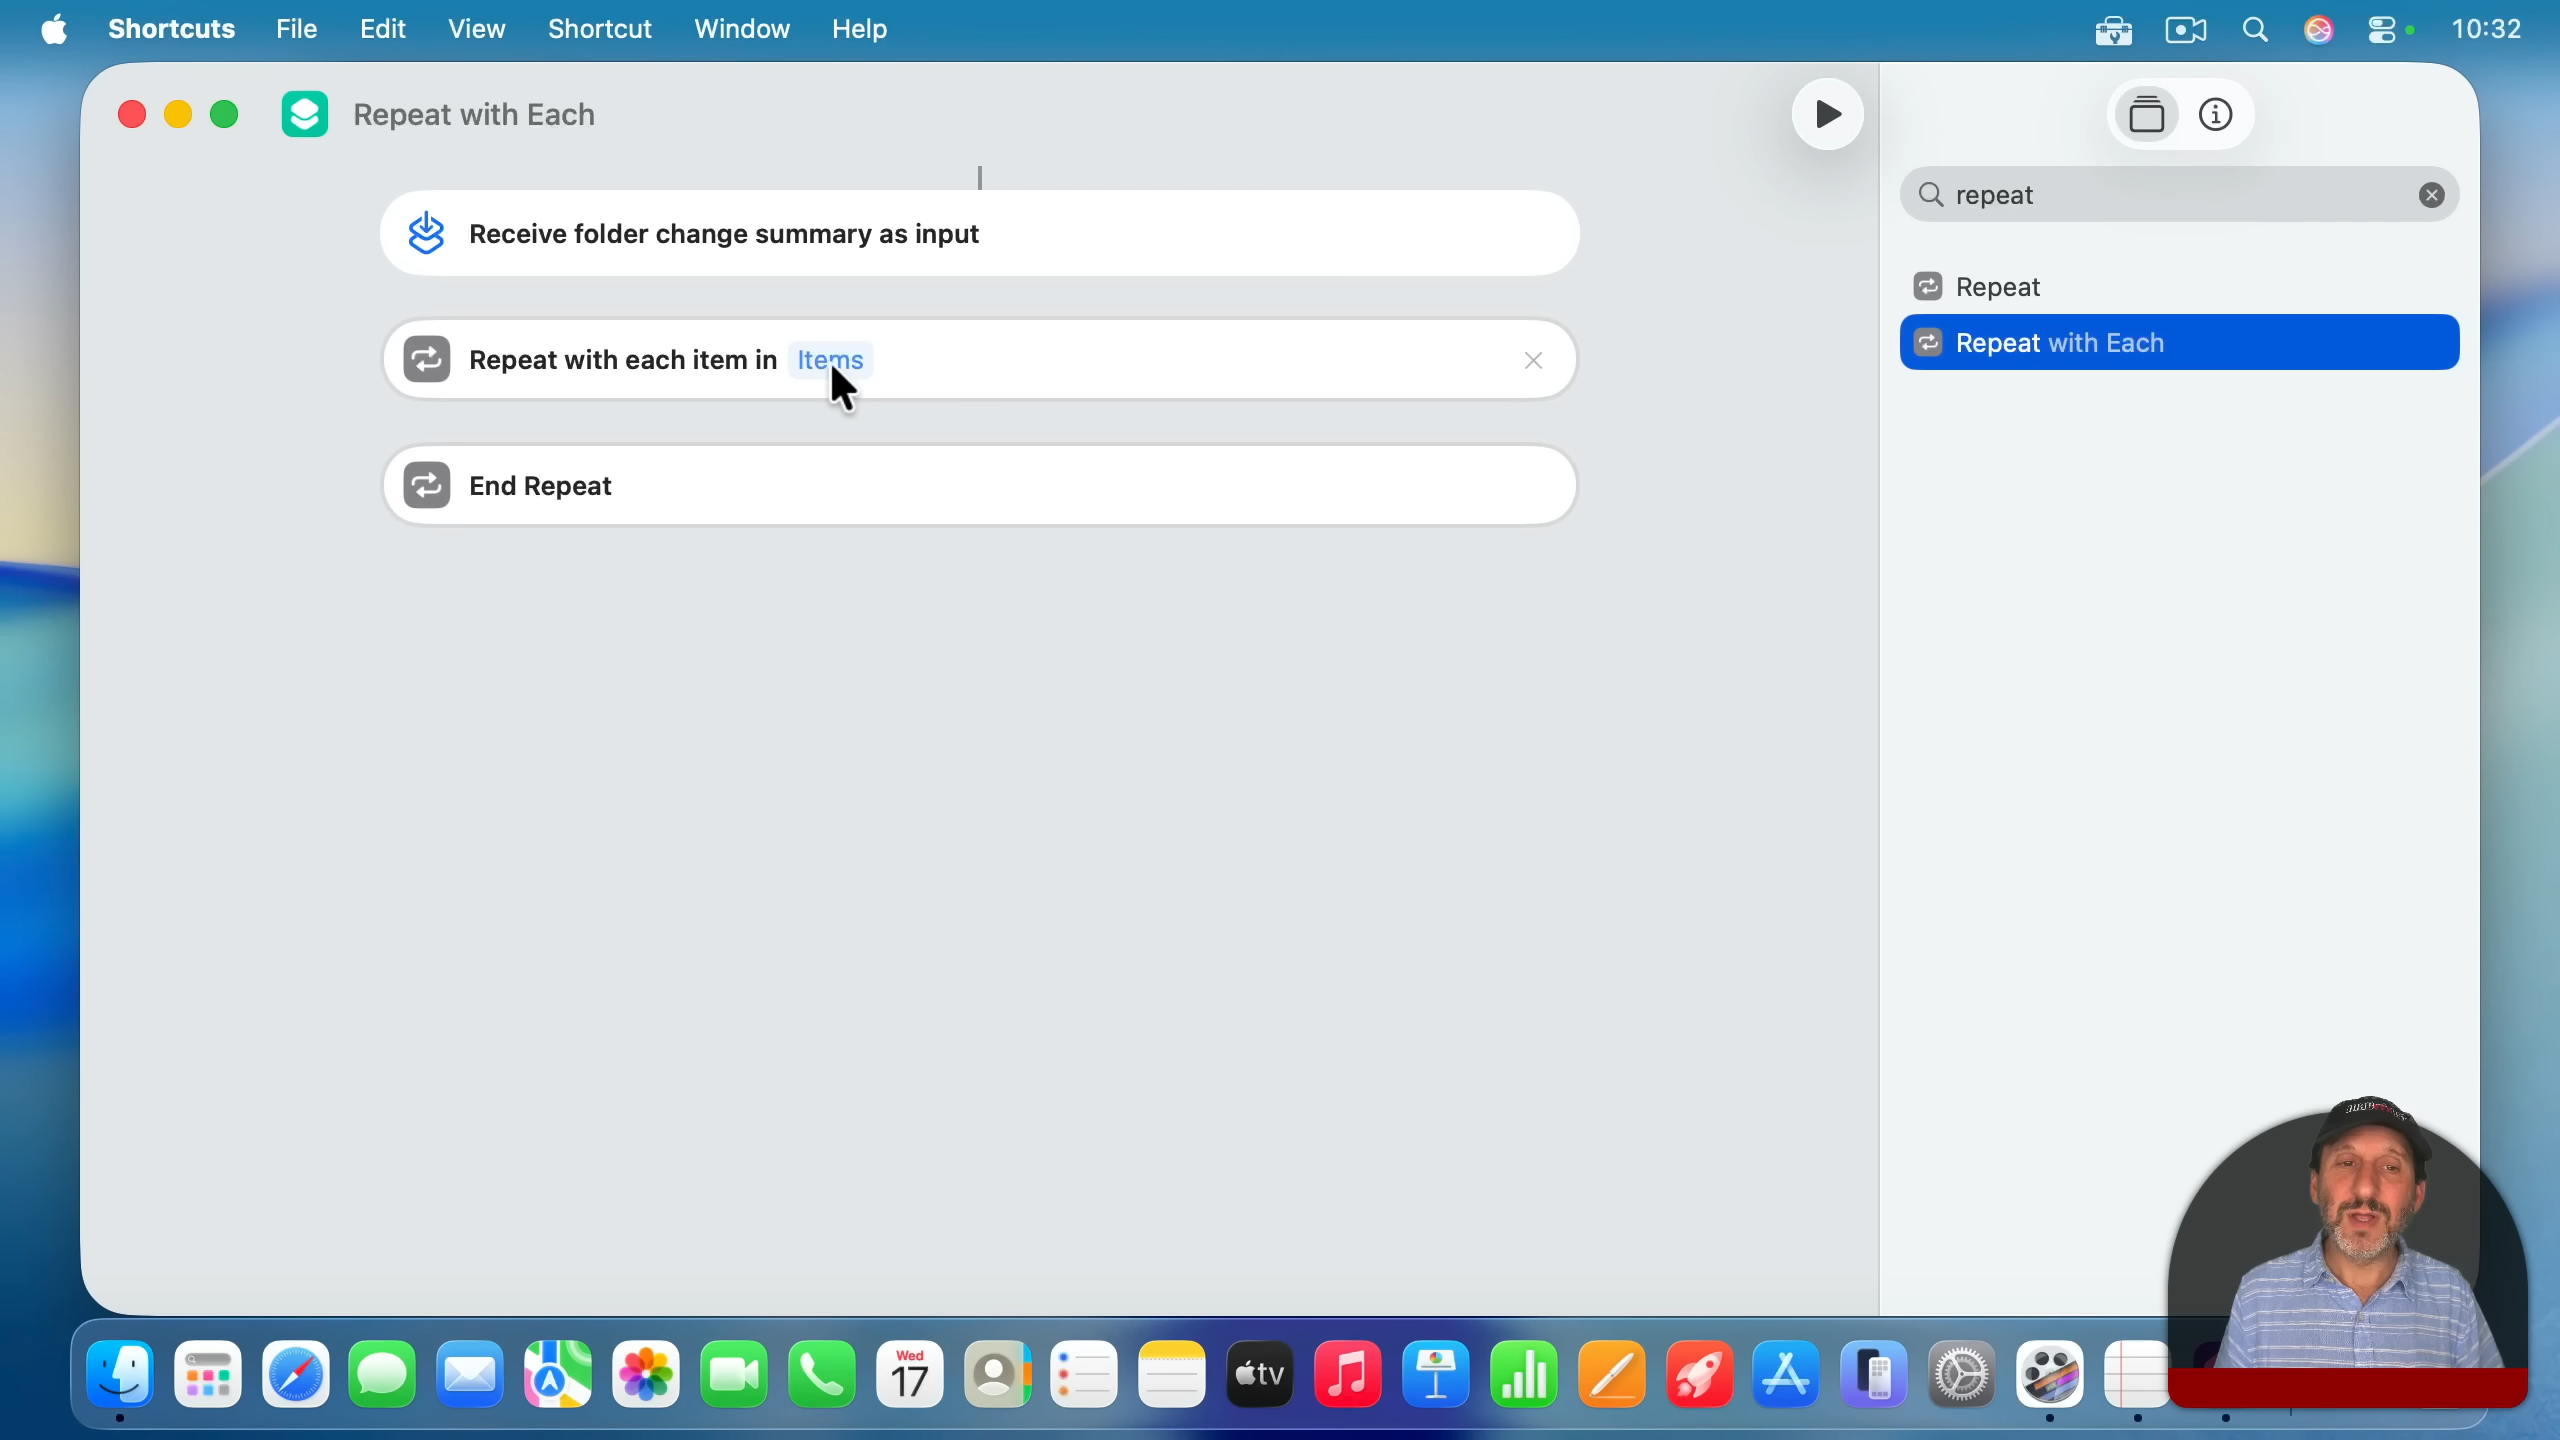 Shortcuts File Edit View Shortcut Window Help 10:32
Repeat with Each
repeat
Receive folder change summary as input
Repeat
Repeat with Each
Repeat with each item in Items
End Repeat
Wed
17
tv